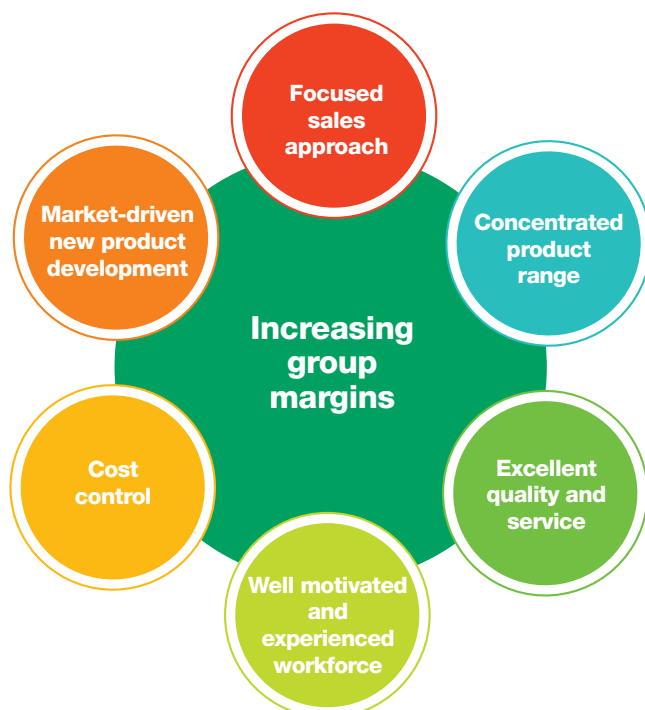 Focused
sales
approach
Market-driven
new product
development
Concentrated
product
range
Increasing
group
margins
Cost
control
Excellent
quality and
service
Well motivated
and
experienced
workforce